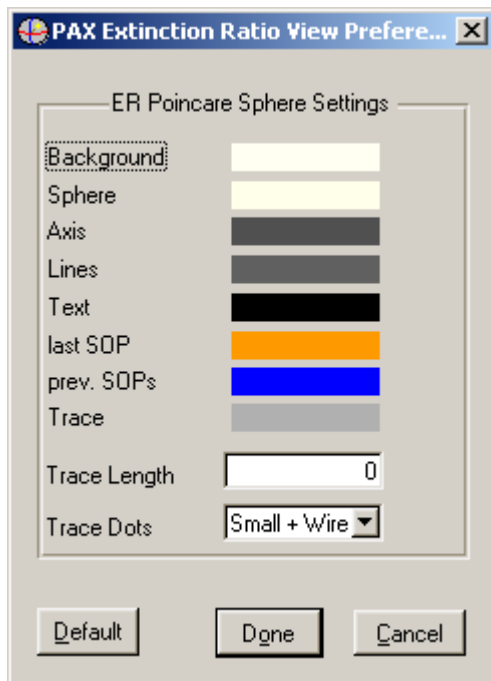 PAX Extinction Ratio View Prefere...
ER Poincare Sphere Settings
Background
Sphere
Axis
Lines
Text
last SOP
prev. SOPs
Trace
Trace Length 0
Trace Dots Small + Wire
Default Done Cancel